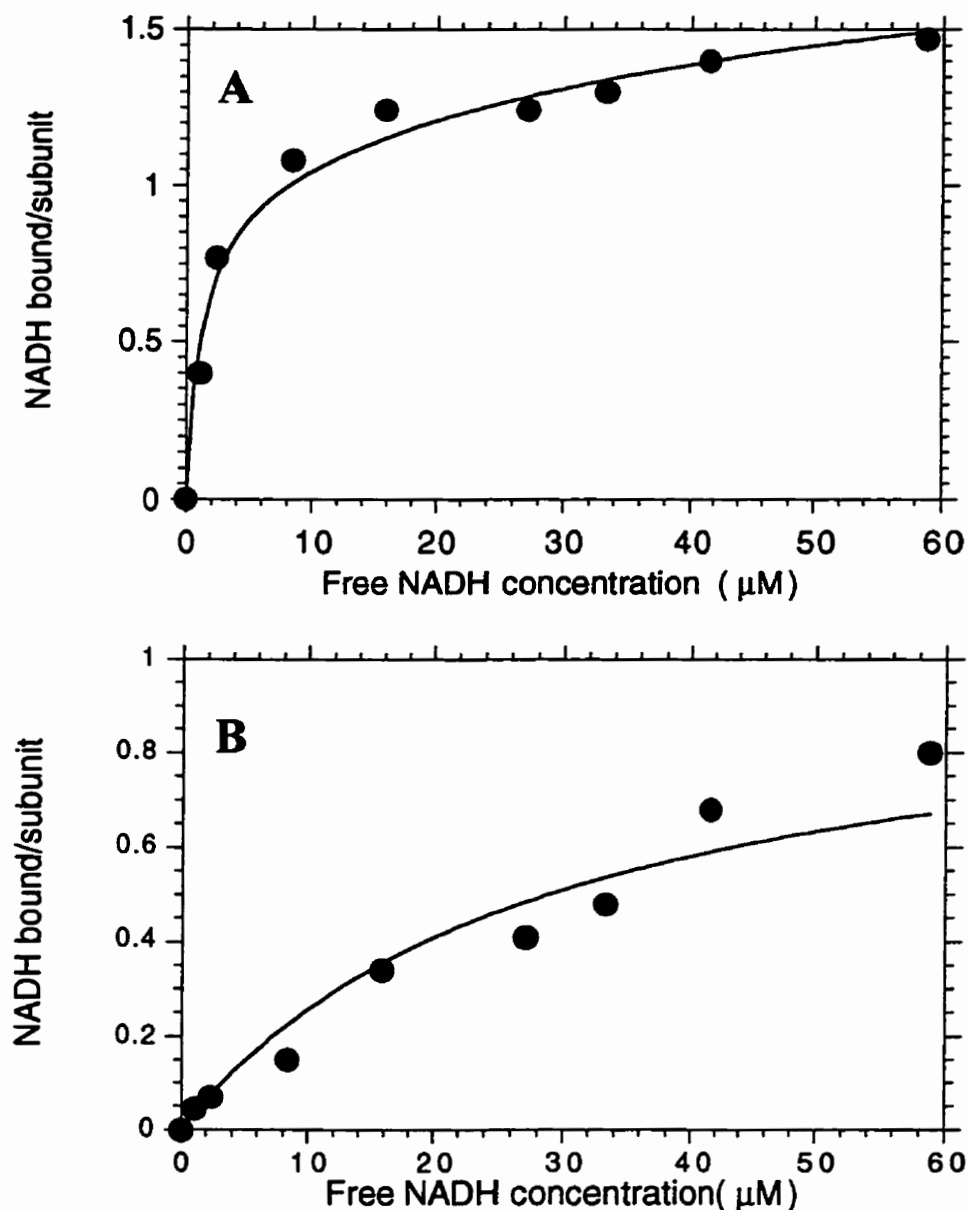 1.5
A
1
0.5
0
NADH bound/subunit
0 10 20 30 40 50 60
Free NADH concentration ( μM)
1
B
0.8
0.6
0.4
0.2
0
NADH bound/subunit
0 10 20 30 40 50 60
Free NADH concentration( μM)